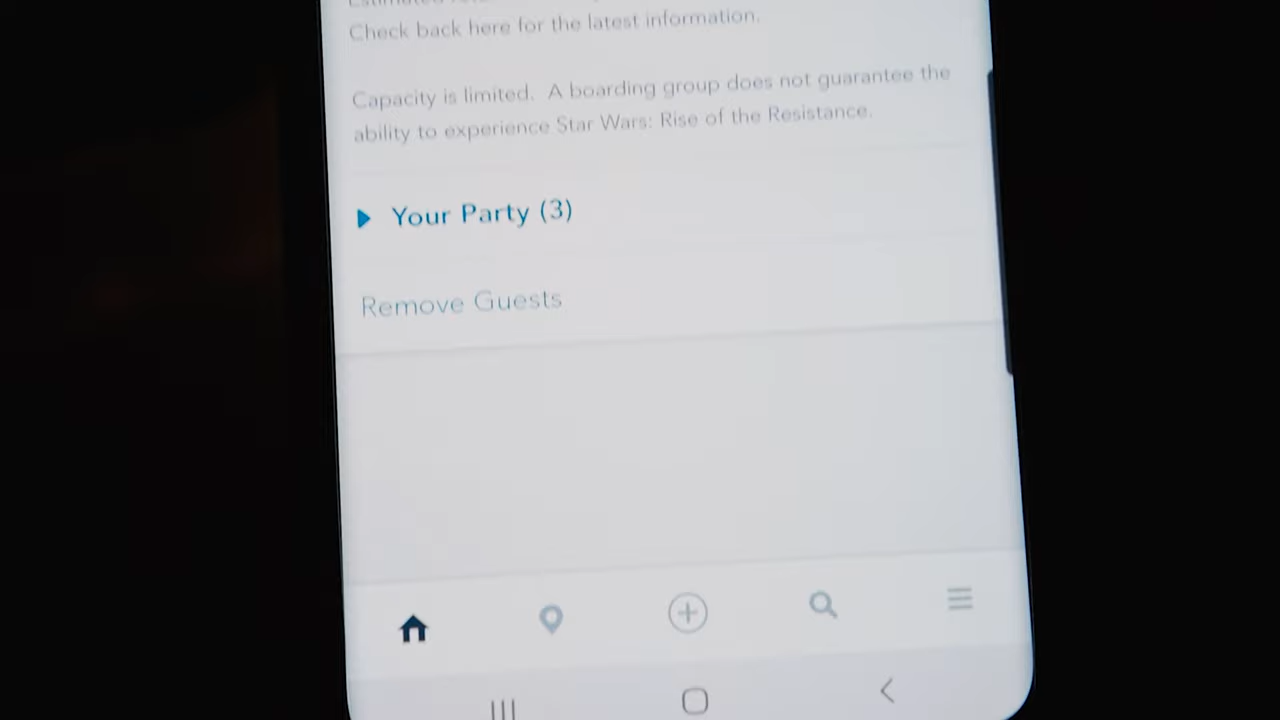 Check back here for the latest information.
Capacity is limited. A boarding group does not guarantee the
ability to experience Star Wars: Rise of the Resistance.
Your Party (3)
Remove Guests